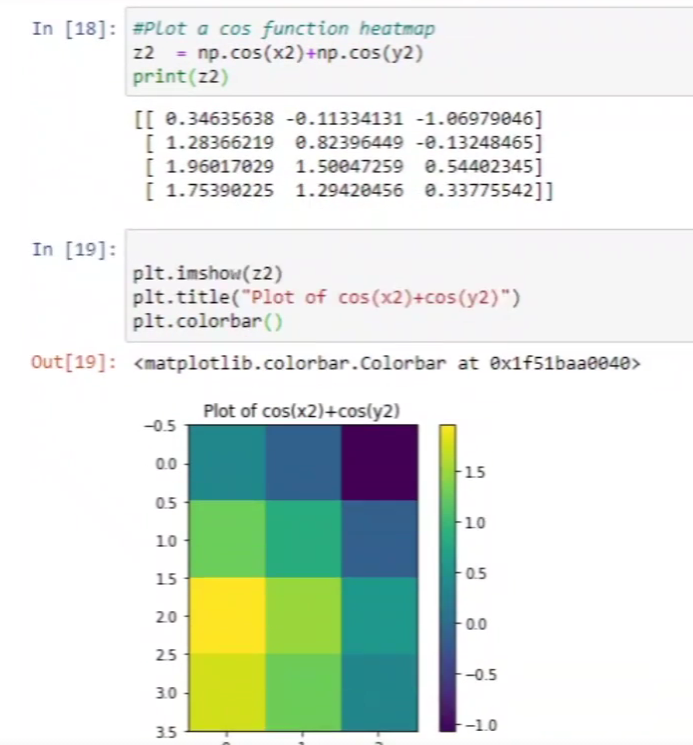 In [18]: #Plot a cos function heatmap
z2  = np.cos(x2)+np.cos(y2)
print(z2)
[[ 0.34635638 -0.11334131 -1.06979046]
[ 1.28366219  0.82396449 -0.13248465]
[ 1.96017029  1.50047259  0.54402345]
[ 1.75390225  1.29420456  0.33775542]]
In [19]:
plt.imshow(z2)
plt.title("Plot of cos(x2)+cos(y2)")
plt.colorbar()
Out[19]: <matplotlib.colorbar.Colorbar at 0x1f51baa0040>
Plot of cos(x2)+cos(y2)
−0.5
0.0
0.5
1.0
1.5
2.0
2.5
3.0
3.5
1.5
1.0
0.5
0.0
−0.5
−1.0